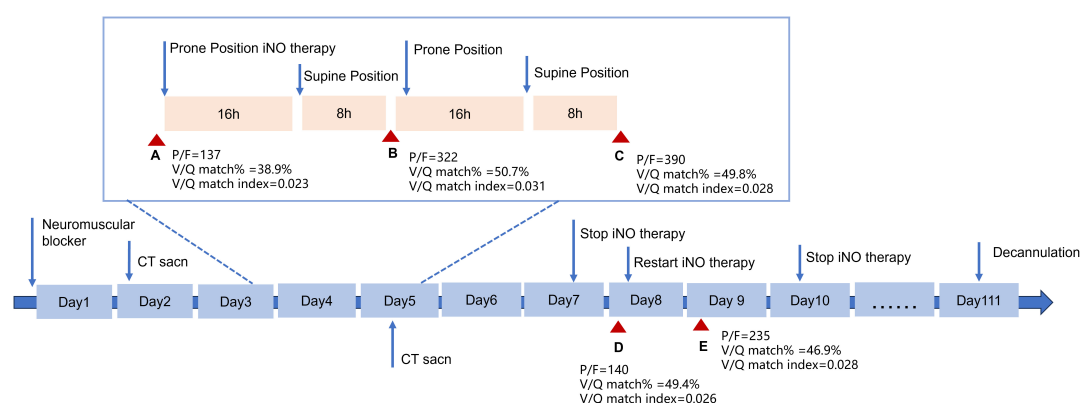 Prone Position iNO therapy
Supine Position
Prone Position
Supine Position
16h
8h
16h
8h
A
P/F=137
V/Q match% =38.9%
V/Q match index=0.023
B
P/F=322
V/Q match% =50.7%
V/Q match index=0.031
C
P/F=390
V/Q match% =49.8%
V/Q match index=0.028
Neuromuscular
blocker
CT sacn
Stop iNO therapy
Restart iNO therapy
Stop iNO therapy
Decannulation
Day1
Day2
Day3
Day4
Day5
Day6
Day7
Day8
Day 9
Day10
......
Day111
CT sacn
D
P/F=140
V/Q match% =49.4%
V/Q match index=0.026
E
P/F=235
V/Q match% =46.9%
V/Q match index=0.028